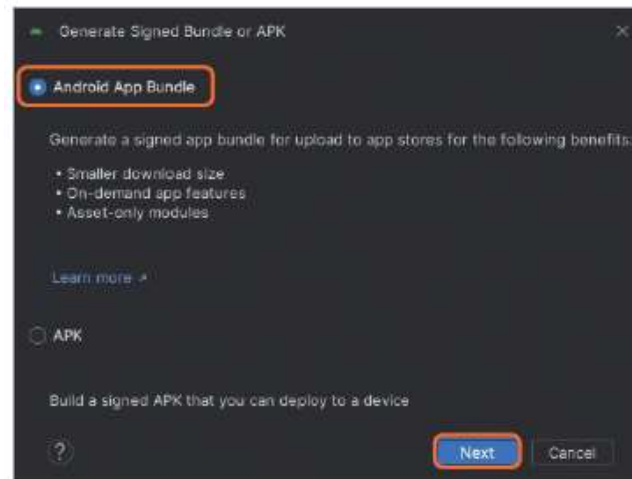 Generate Signed Bundle or APK
Android App Bundle
Generate a signed app bundle for upload to app stores for the following benefits:
• Smaller download size
• On-demand app features
• Asset-only modules
Learn more ↗
APK
Build a signed APK that you can deploy to a device
? Next Cancel